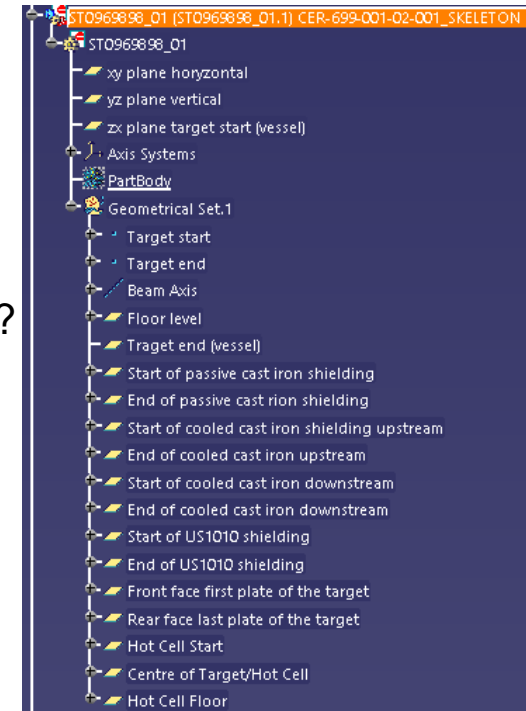 ST0969898_01 (ST0969898_01.1) CER-699-001-02-001_SKELETON
ST0969898_01
xy plane horyzontal
yz plane vertical
zx plane target start (vessel)
Axis Systems
PartBody
Geometrical Set.1
Target start
Target end
Beam Axis
?
Floor level
Traget end (vessel)
Start of passive cast iron shielding
End of passive cast rion shielding
Start of cooled cast iron shielding upstream
End of cooled cast iron upstream
Start of cooled cast iron downstream
End of cooled cast iron downstream
Start of US1010 shielding
End of US1010 shielding
Front face first plate of the target
Rear face last plate of the target
Hot Cell Start
Centre of Target/Hot Cell
Hot Cell Floor